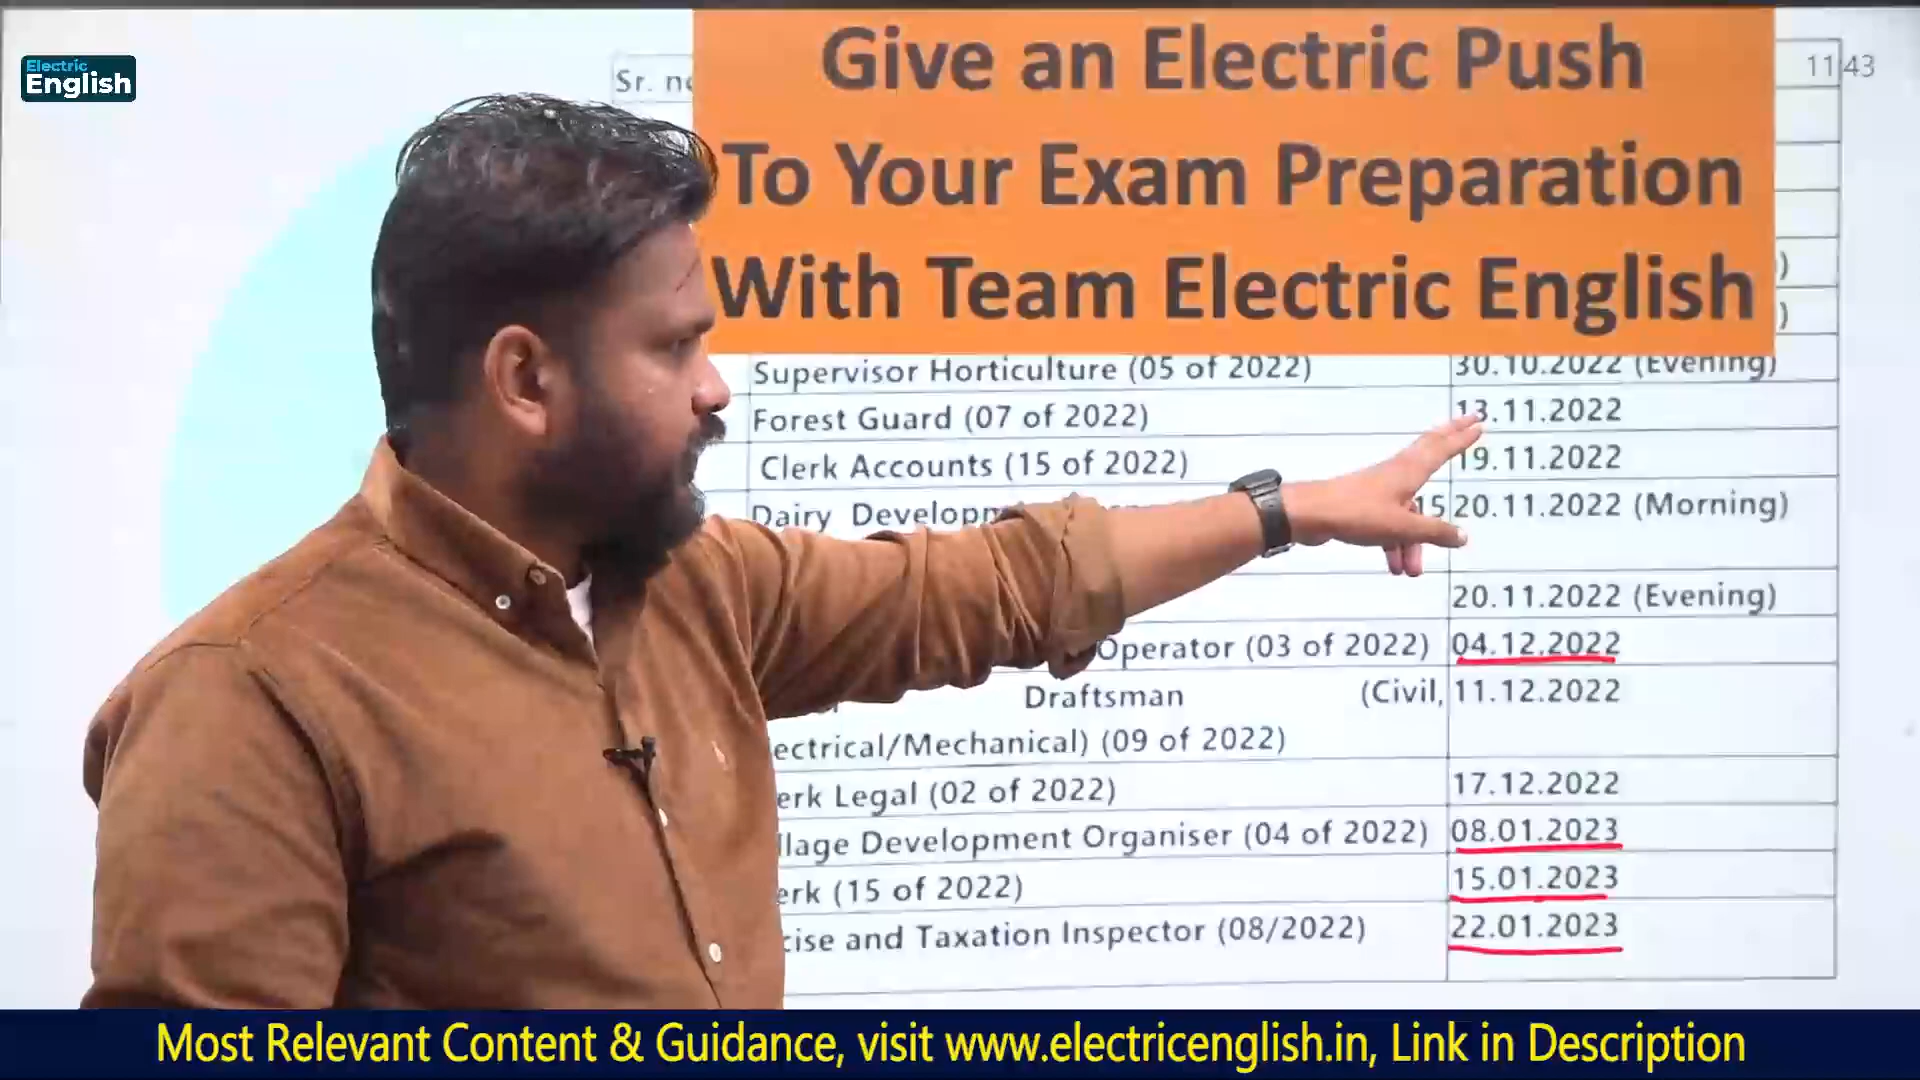 Electric
English
Give an Electric Push
To Your Exam Preparation
With Team Electric English
Sr. no
11:43
)
)
Supervisor Horticulture (05 of 2022) 30.10.2022 (Evening)
Forest Guard (07 of 2022) 13.11.2022
Clerk Accounts (15 of 2022) 19.11.2022
Dairy 15 20.11.2022 (Morning)
20.11.2022 (Evening)
Operator (03 of 2022) 04.12.2022
Draftsman (Civil, 11.12.2022
ectrical/Mechanical) (09 of 2022)
erk Legal (02 of 2022) 17.12.2022
llage Development Organiser (04 of 2022) 08.01.2023
erk (15 of 2022) 15.01.2023
cise and Taxation Inspector (08/2022) 22.01.2023
Most Relevant Content & Guidance, visit www.electricenglish.in, Link in Description